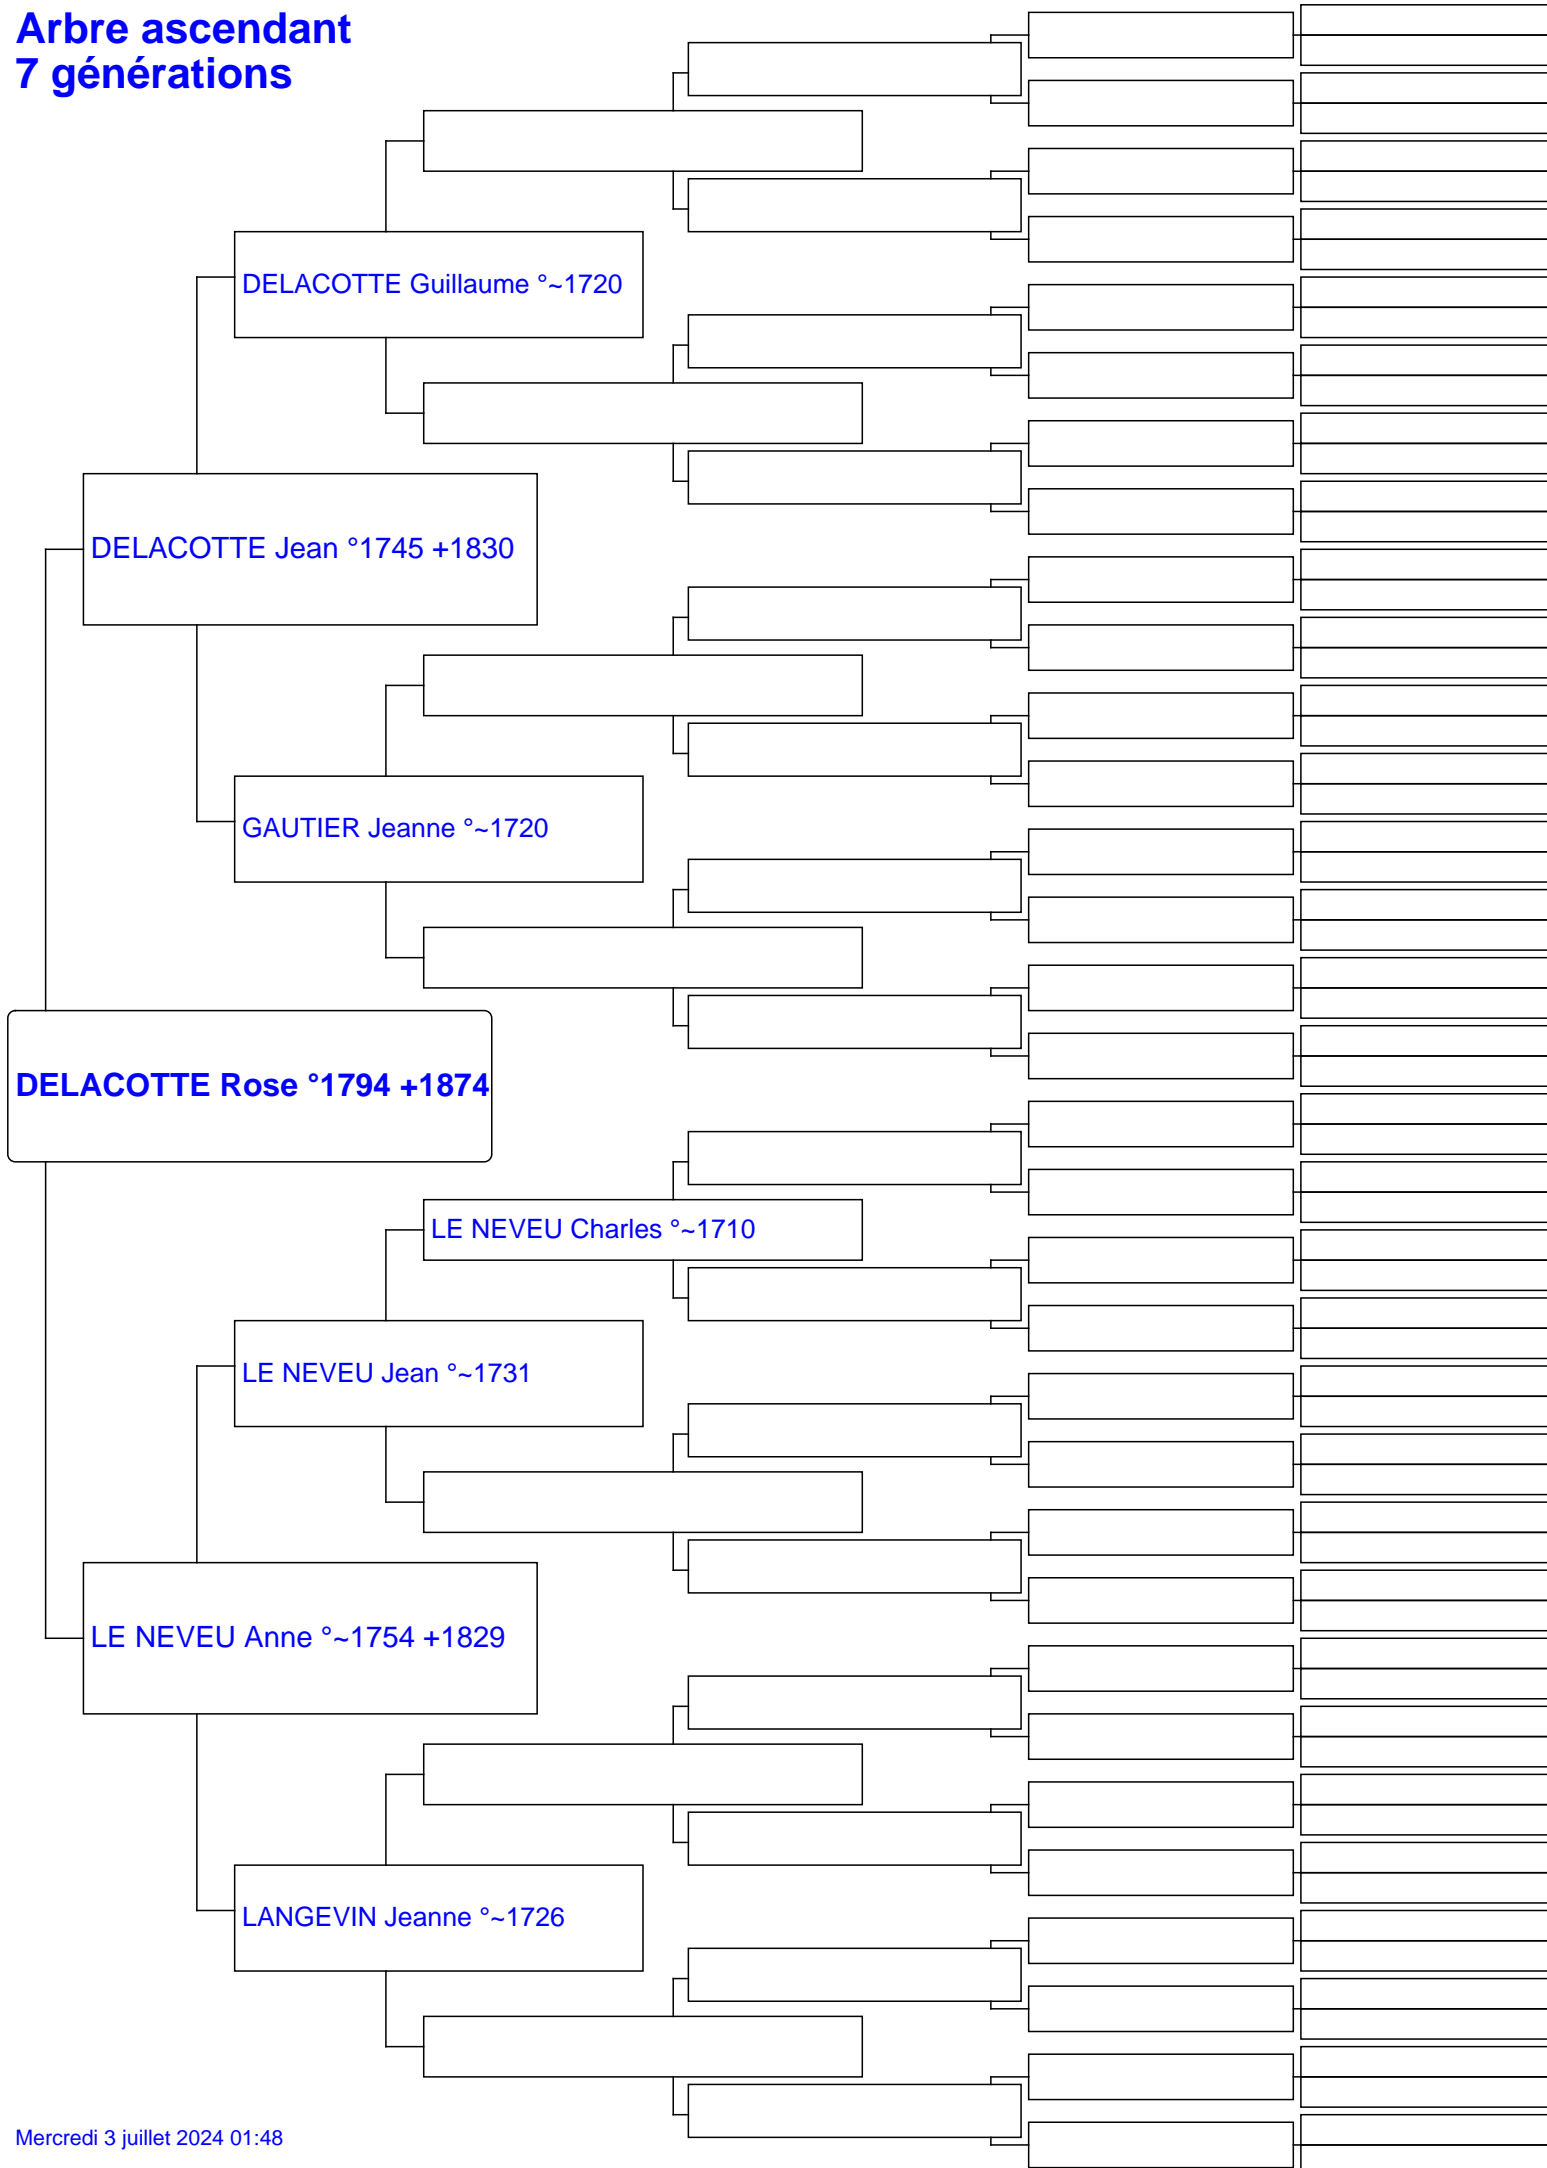 Arbre ascendant
7 générations
DELACOTTE Guillaume °~1720
DELACOTTE Jean °1745 +1830
GAUTIER Jeanne °~1720
DELACOTTE Rose °1794 +1874
LE NEVEU Charles °~1710
LE NEVEU Jean °~1731
LE NEVEU Anne °~1754 +1829
LANGEVIN Jeanne °~1726
Mercredi 3 juillet 2024 01:48